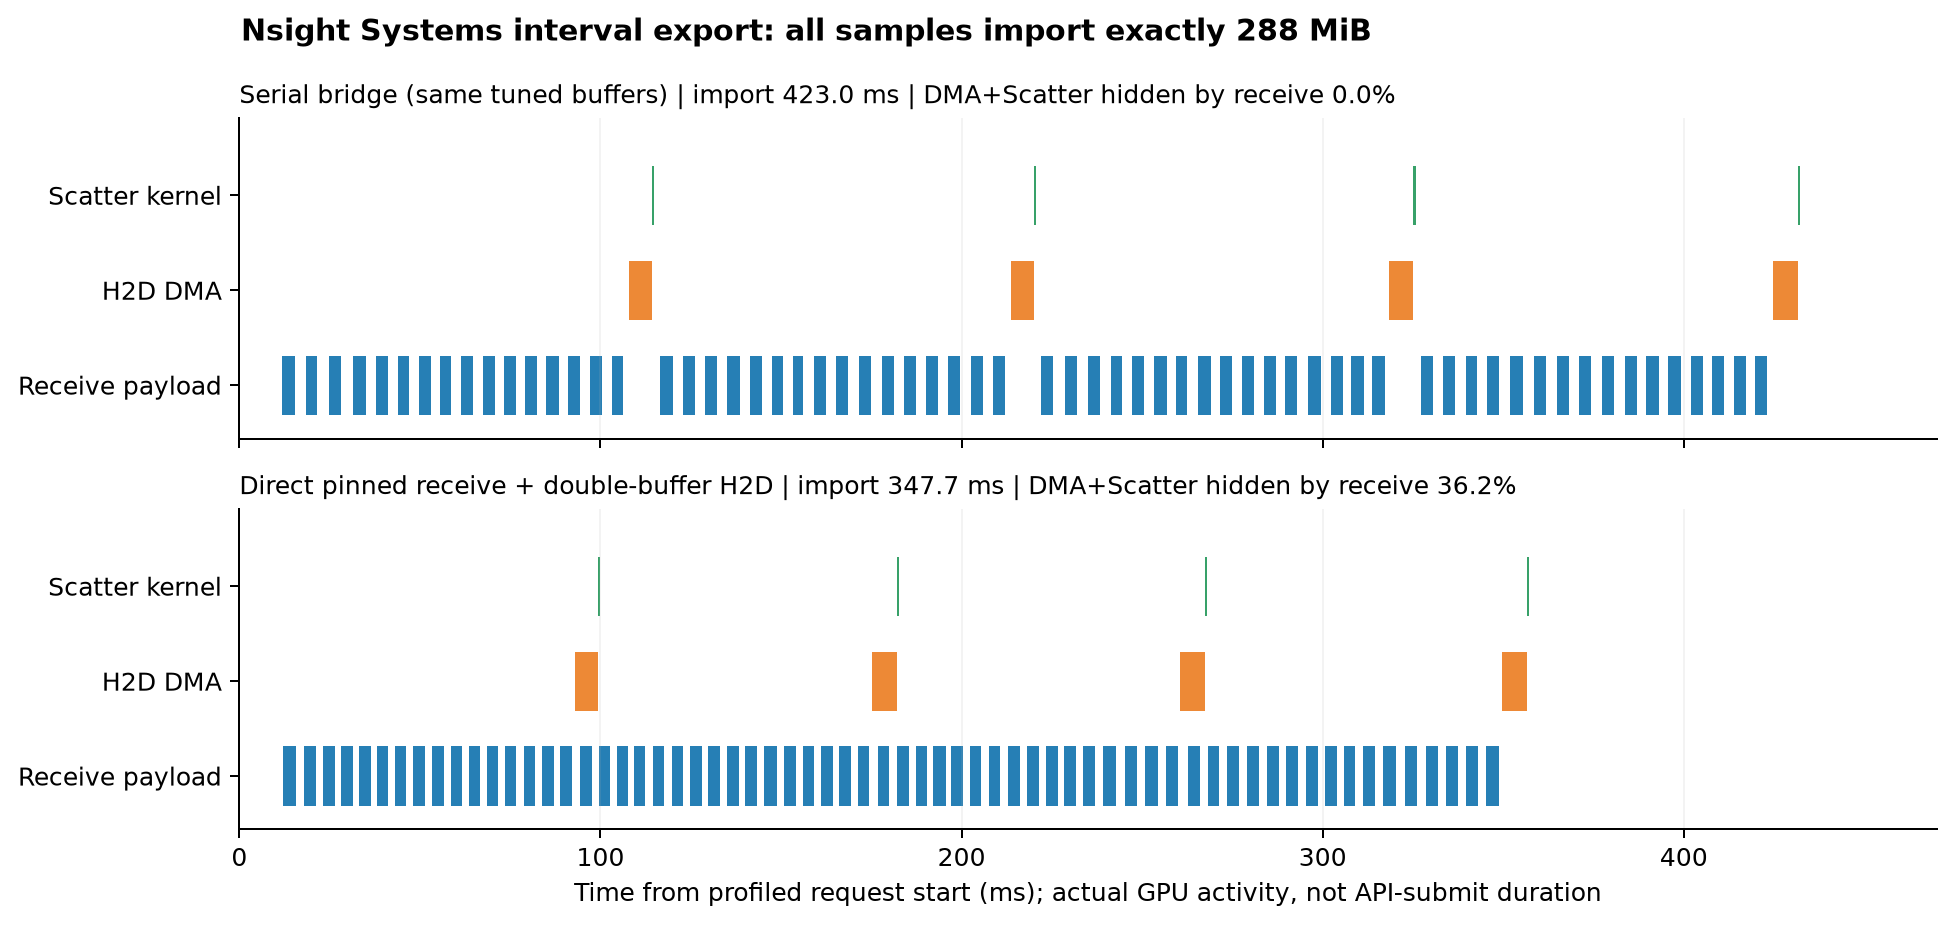 Nsight Systems interval export: all samples import exactly 288 MiB
Serial bridge (same tuned buffers) | import 423.0 ms | DMA+Scatter hidden by receive 0.0%
Scatter kernel
H2D DMA
Receive payload
Direct pinned receive + double-buffer H2D | import 347.7 ms | DMA+Scatter hidden by receive 36.2%
Scatter kernel
H2D DMA
Receive payload
0 100 200 300 400
Time from profiled request start (ms); actual GPU activity, not API-submit duration